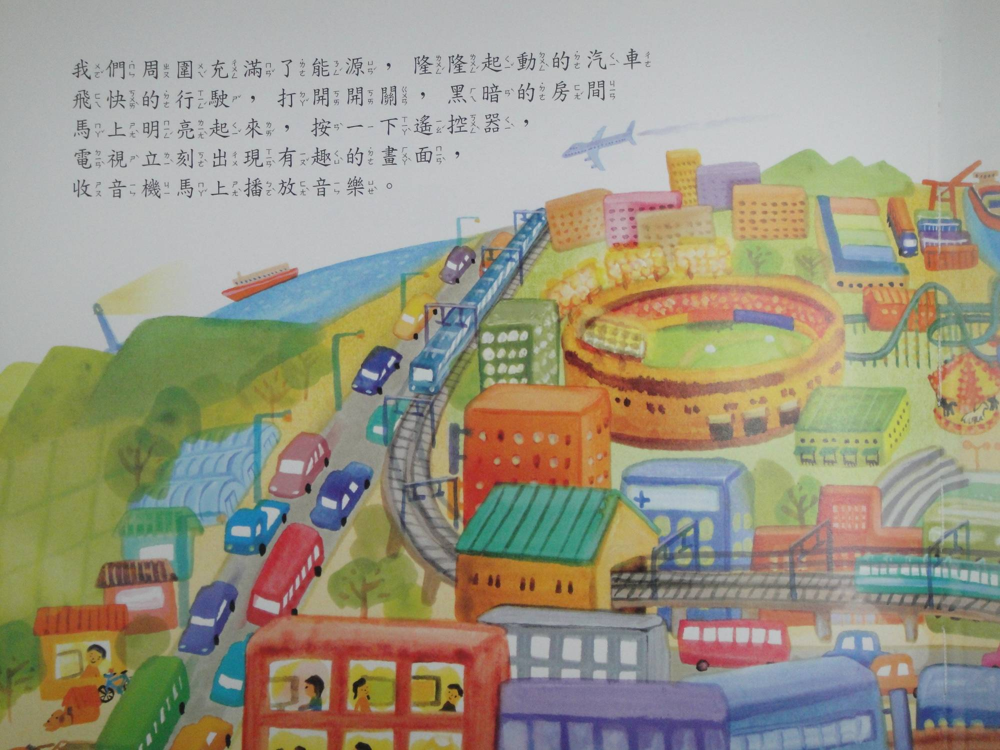 我們周圍充滿了能源，隆隆起動的汽車
飛快的行駛，打開開關，黑暗的房間
馬上明亮起來，按一下遙控器，
電視立刻出現有趣的畫面，
收音機馬上播放音樂。